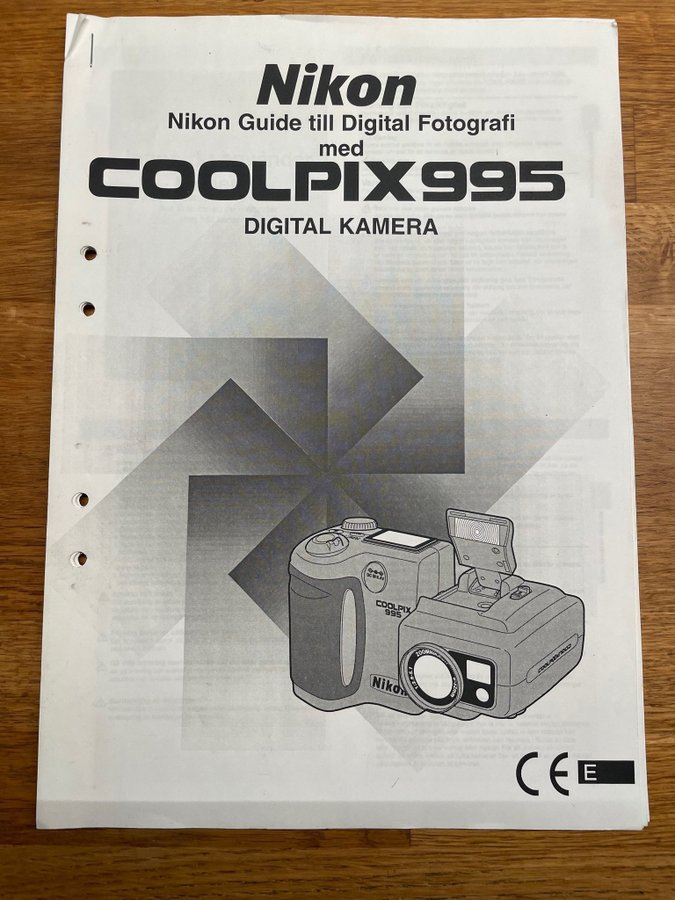 Nikon
Nikon Guide till Digital Fotografi
med
COOLPIX995
DIGITAL KAMERA
COOLPIX
995
Nikon
CE
E